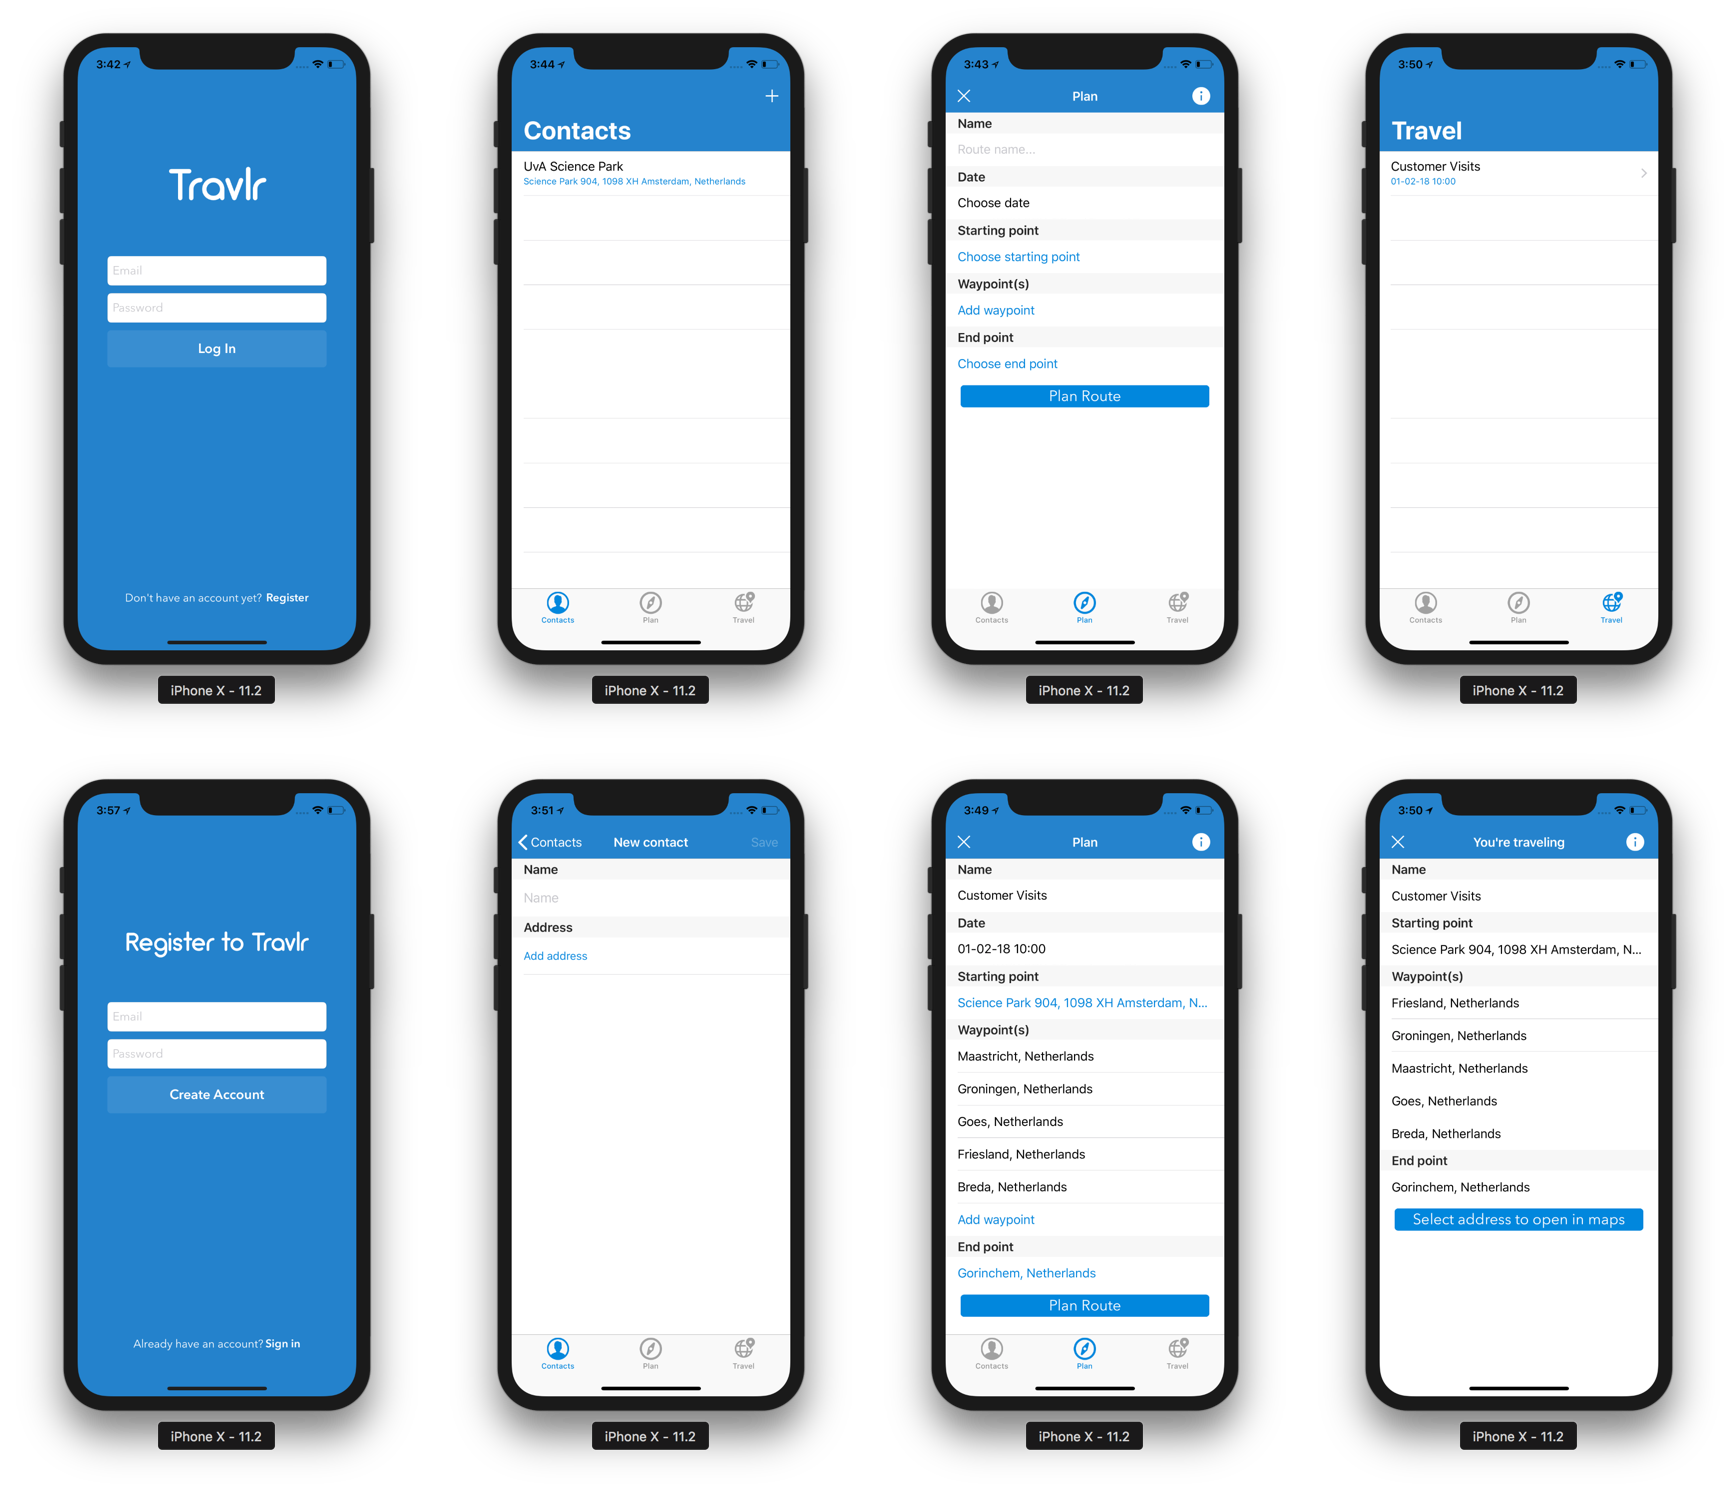 3:42
Travlr
Email
Password
Log In
Don't have an account yet? Register
Contacts
Plan
Travel
iPhone X - 11.2
3:44
Contacts
UvA Science Park
Science Park 904, 1098 XH Amsterdam, Netherlands
Contacts
Plan
Travel
iPhone X - 11.2
3:43
Plan
Name
Route name...
Date
Choose date
Starting point
Choose starting point
Waypoint(s)
Add waypoint
End point
Choose end point
Plan Route
Contacts
Plan
Travel
iPhone X - 11.2
3:50
Travel
Customer Visits
01-02-18 10:00
Contacts
Plan
Travel
iPhone X - 11.2
3:57
Register to Travlr
Email
Password
Create Account
Already have an account? Sign in
iPhone X - 11.2
3:51
Contacts
New contact
Save
Name
Name
Address
Add address
Contacts
Plan
Travel
iPhone X - 11.2
3:49
Plan
Name
Customer Visits
Date
01-02-18 10:00
Starting point
Science Park 904, 1098 XH Amsterdam, N...
Waypoint(s)
Maastricht, Netherlands
Groningen, Netherlands
Goes, Netherlands
Friesland, Netherlands
Breda, Netherlands
Add waypoint
End point
Gorinchem, Netherlands
Plan Route
Contacts
Plan
Travel
iPhone X - 11.2
3:50
You're traveling
Name
Customer Visits
Starting point
Science Park 904, 1098 XH Amsterdam, N...
Waypoint(s)
Friesland, Netherlands
Groningen, Netherlands
Maastricht, Netherlands
Goes, Netherlands
Breda, Netherlands
End point
Gorinchem, Netherlands
Select address to open in maps
iPhone X - 11.2